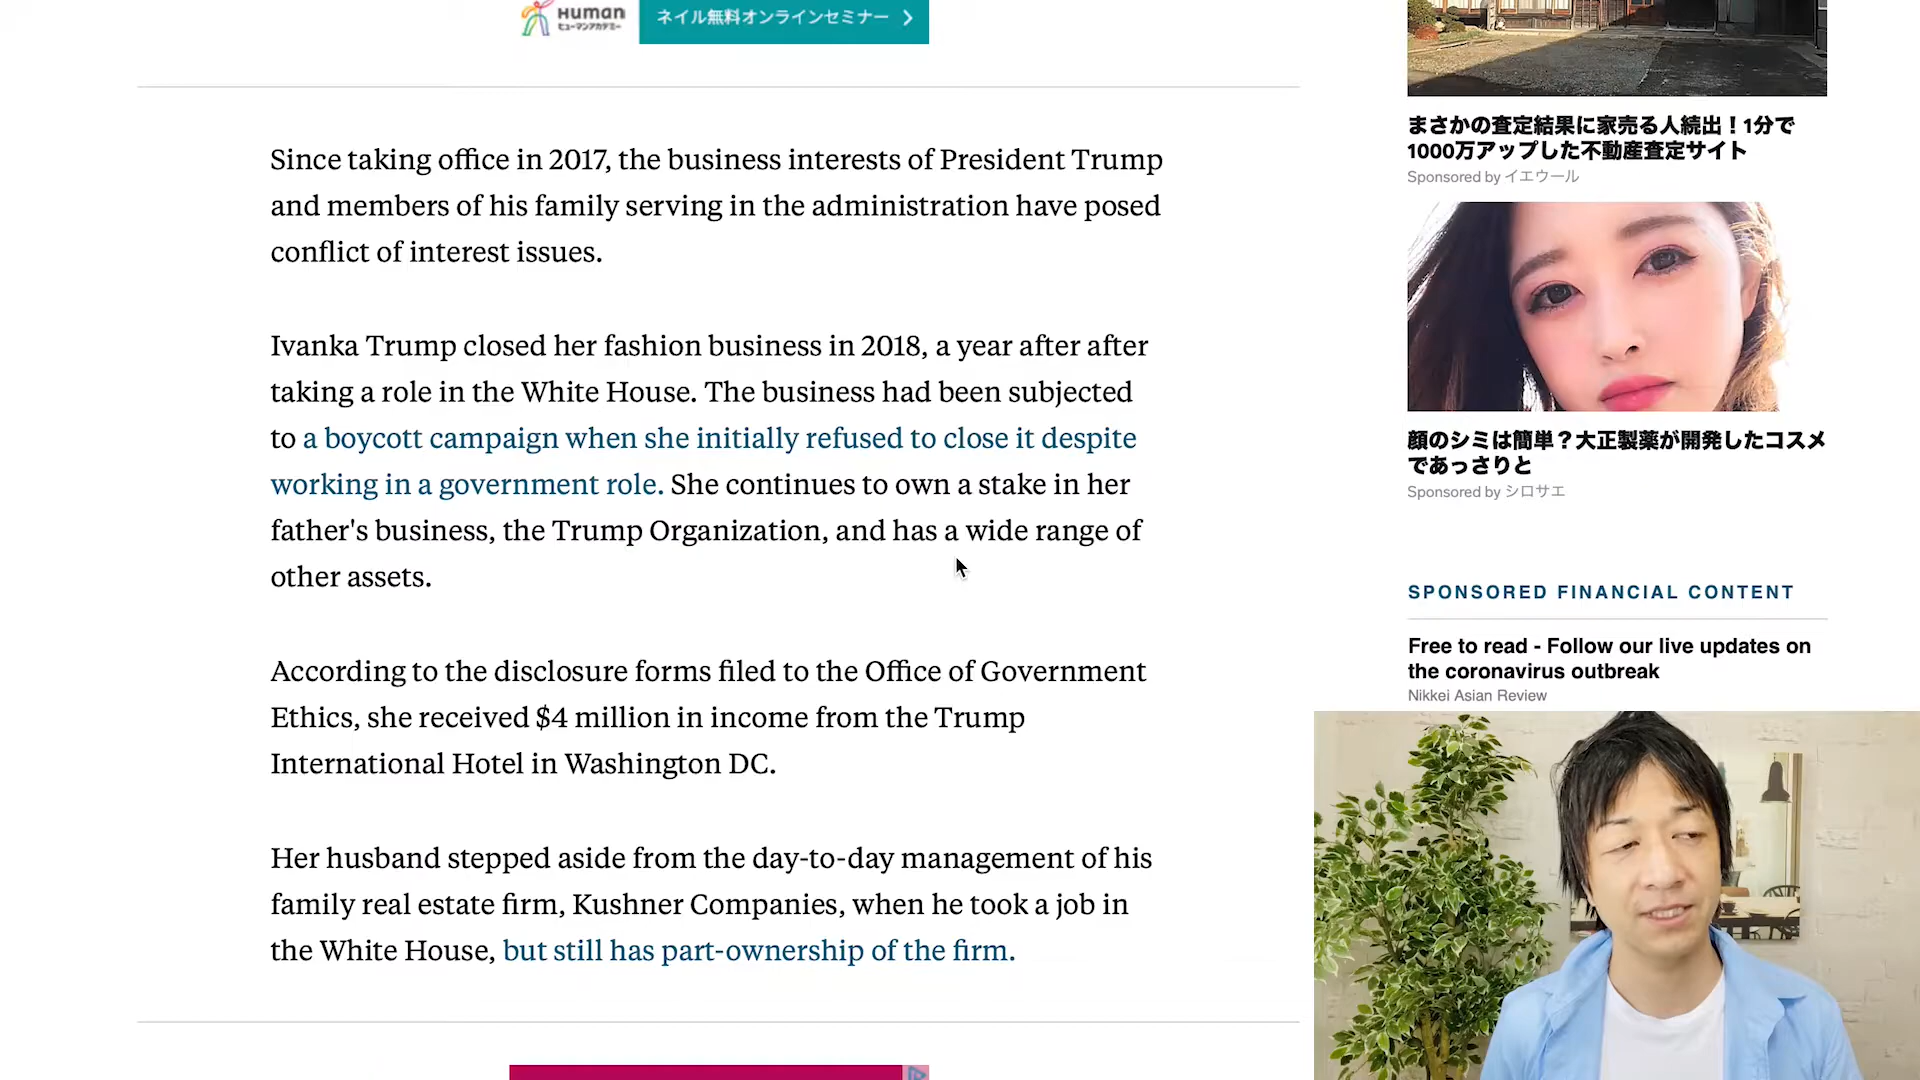 Human
ヒューマンアカデミー
ネイル無料オンラインセミナー
Since taking office in 2017, the business interests of President Trump
and members of his family serving in the administration have posed
conflict of interest issues.
Ivanka Trump closed her fashion business in 2018, a year after after
taking a role in the White House. The business had been subjected
to a boycott campaign when she initially refused to close it despite
working in a government role. She continues to own a stake in her
father's business, the Trump Organization, and has a wide range of
other assets.
According to the disclosure forms filed to the Office of Government
Ethics, she received $4 million in income from the Trump
International Hotel in Washington DC.
Her husband stepped aside from the day-to-day management of his
family real estate firm, Kushner Companies, when he took a job in
the White House, but still has part-ownership of the firm.
まさかの査定結果に家売る人続出！1分で
1000万アップした不動産査定サイト
Sponsored by イエウール
顔のシミは簡単？大正製薬が開発したコスメ
であっさりと
Sponsored by シロサエ
SPONSORED FINANCIAL CONTENT
Free to read - Follow our live updates on
the coronavirus outbreak
Nikkei Asian Review